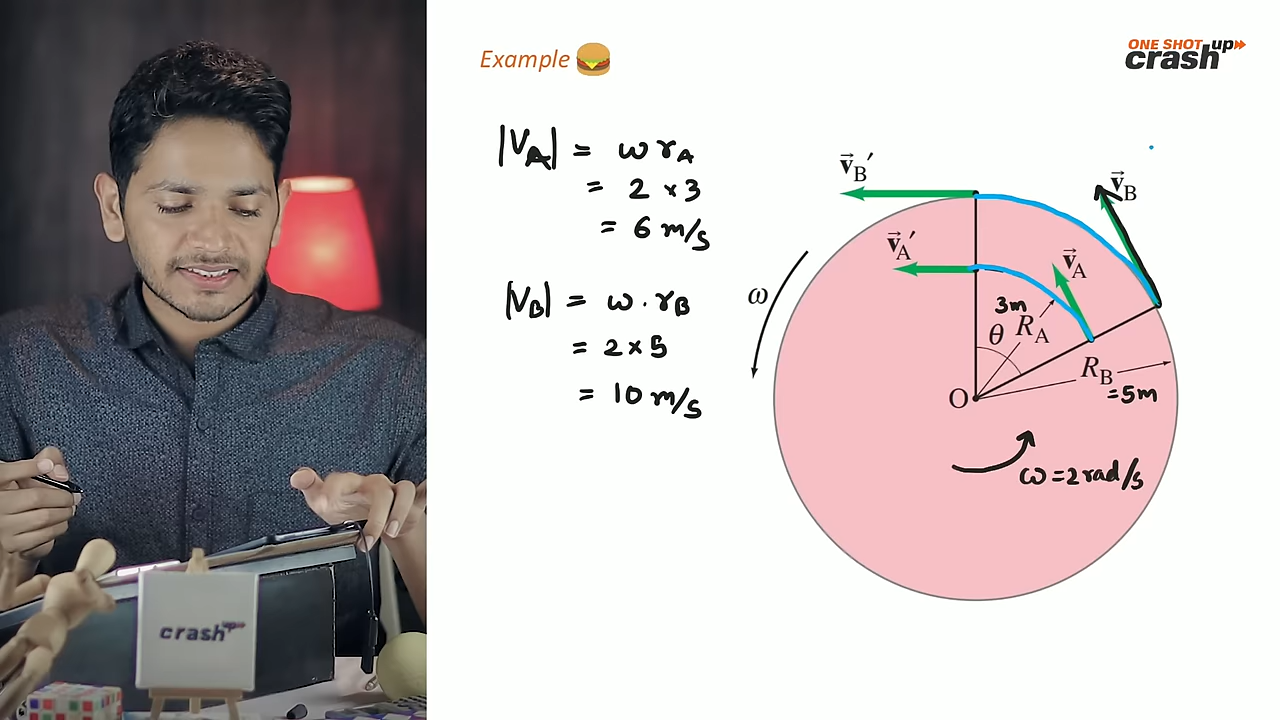 Example
ONE SHOT
crash up
|VA| = ω rA
= 2 × 3
= 6 m/s
|VB| = ω · rB
= 2 × 5
= 10 m/s
v⃗B′
v⃗B
v⃗A′
v⃗A
ω
3m
θ
RA
RB
= 5m
O
ω = 2 rad/s
crash up